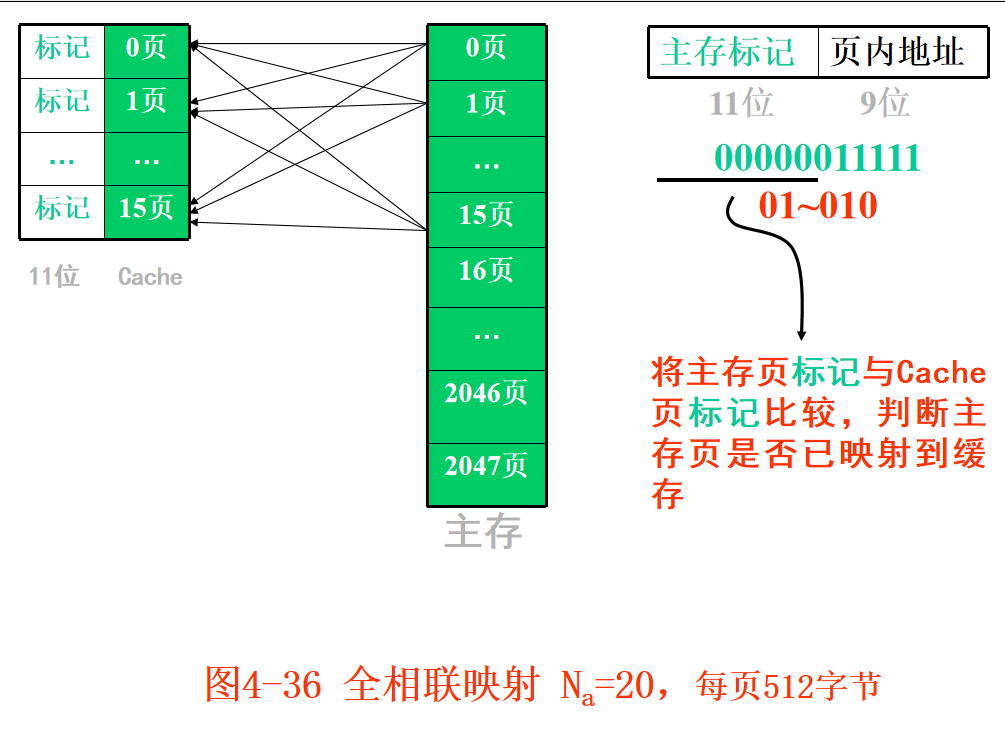 标记 0页
标记 1页
… …
标记 15页
11位 Cache
0页
1页
…
15页
16页
…
2046页
2047页
主存
主存标记 页内地址
11位 9位
00000011111
01~010
将主存页标记与Cache
页标记比较，判断主
存页是否已映射到缓
存
图4-36 全相联映射 Na=20，每页512字节